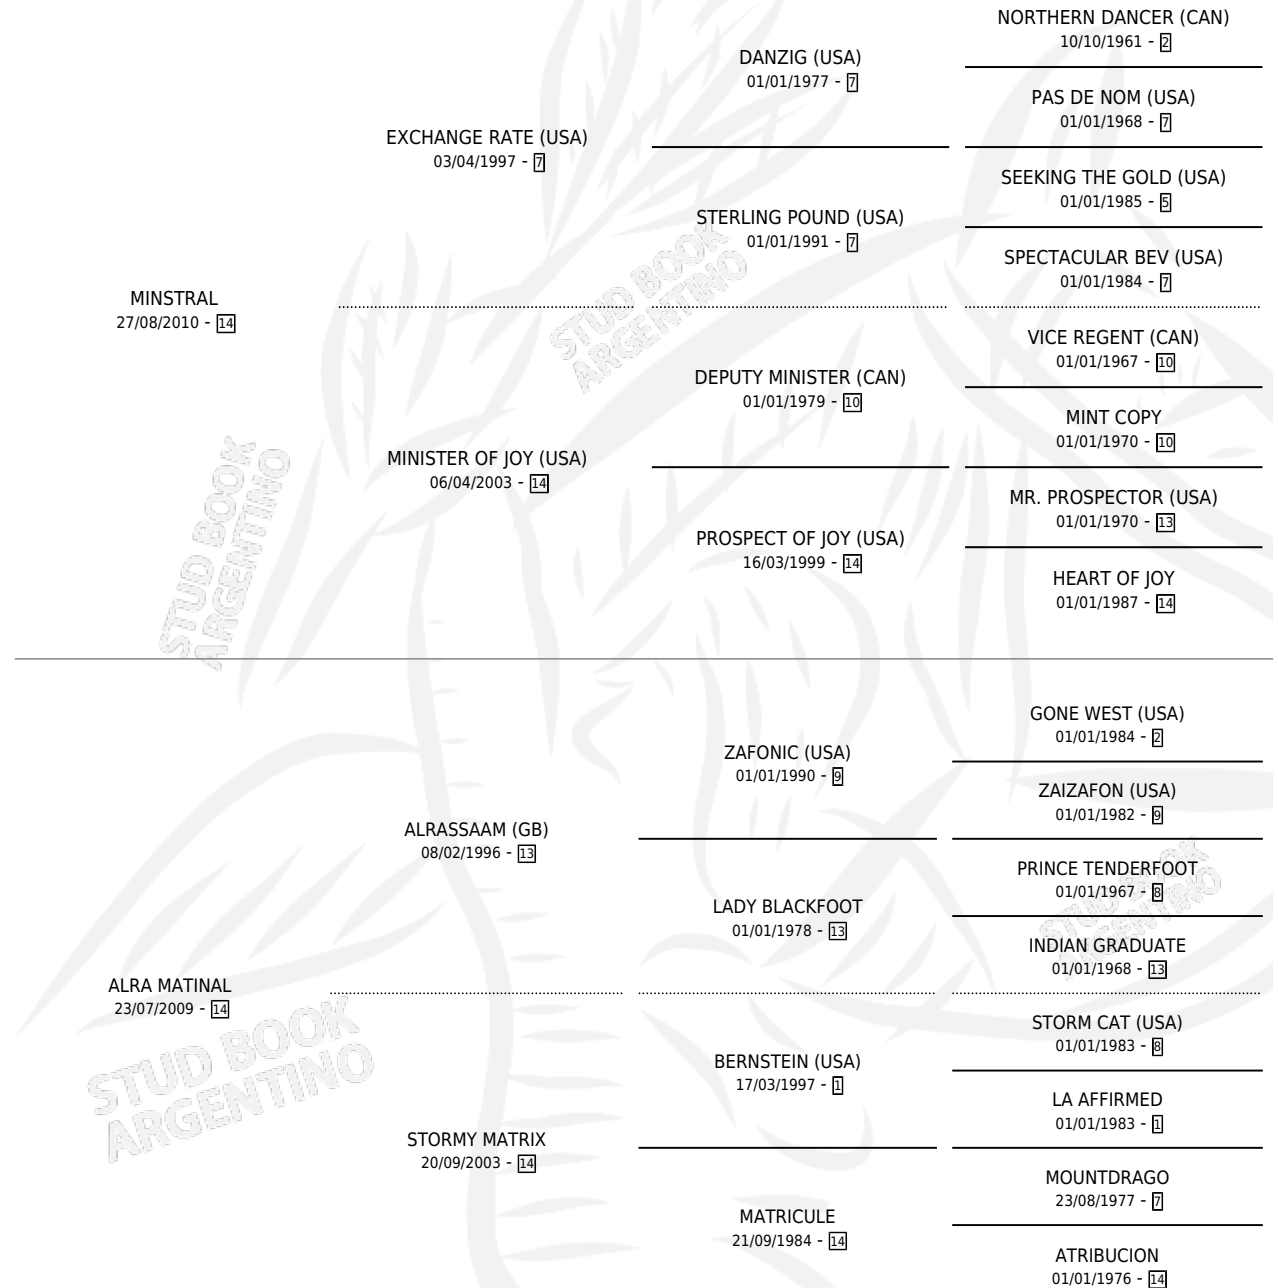 NORTHERN DANCER (CAN)
10/10/1961 - 2
DANZIG (USA)
01/01/1977 - 7
PAS DE NOM (USA)
01/01/1968 - 7
EXCHANGE RATE (USA)
03/04/1997 - 7
SEEKING THE GOLD (USA)
01/01/1985 - 5
STERLING POUND (USA)
01/01/1991 - 7
SPECTACULAR BEV (USA)
01/01/1984 - 7
MINSTRAL
27/08/2010 - 14
STUD BOOK
ARGENTINO
VICE REGENT (CAN)
01/01/1967 - 10
DEPUTY MINISTER (CAN)
01/01/1979 - 10
MINT COPY
01/01/1970 - 10
MINISTER OF JOY (USA)
06/04/2003 - 14
MR. PROSPECTOR (USA)
01/01/1970 - 13
PROSPECT OF JOY (USA)
16/03/1999 - 14
HEART OF JOY
01/01/1987 - 14
STUD BOOK
ARGENTINO
GONE WEST (USA)
01/01/1984 - 2
ZAFONIC (USA)
01/01/1990 - 9
ZAIZAFON (USA)
01/01/1982 - 9
ALRASSAAM (GB)
08/02/1996 - 13
PRINCE TENDERFOOT
01/01/1967 - 8
LADY BLACKFOOT
01/01/1978 - 13
STUD BOOK
ARGENTINO
INDIAN GRADUATE
01/01/1968 - 13
ALRA MATINAL
23/07/2009 - 14
STORM CAT (USA)
01/01/1983 - 8
BERNSTEIN (USA)
17/03/1997 - 1
STUD BOOK
ARGENTINO
LA AFFIRMED
01/01/1983 - 1
STORMY MATRIX
20/09/2003 - 14
MOUNTDRAGO
23/08/1977 - 7
MATRICULE
21/09/1984 - 14
ATRIBUCION
01/01/1976 - 14